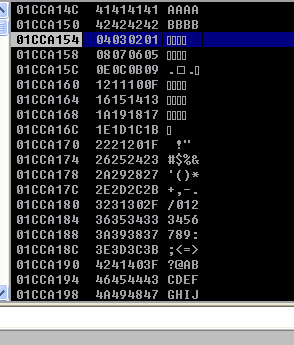 01CCA14C 41414141 AAAA
01CCA150 42424242 BBBB
01CCA154 04030201
01CCA158 08070605
01CCA15C 0E0C0B09 .□.
01CCA160 1211100F
01CCA164 16151413
01CCA168 1A191817
01CCA16C 1E1D1C1B
01CCA170 2221201F !"
01CCA174 26252423 #$%&
01CCA178 2A292827 '()*
01CCA17C 2E2D2C2B +,-.
01CCA180 3231302F /012
01CCA184 36353433 3456
01CCA188 3A393837 789:
01CCA18C 3E3D3C3B ;<=>
01CCA190 4241403F ?@AB
01CCA194 46454443 CDEF
01CCA198 4A494847 GHIJ